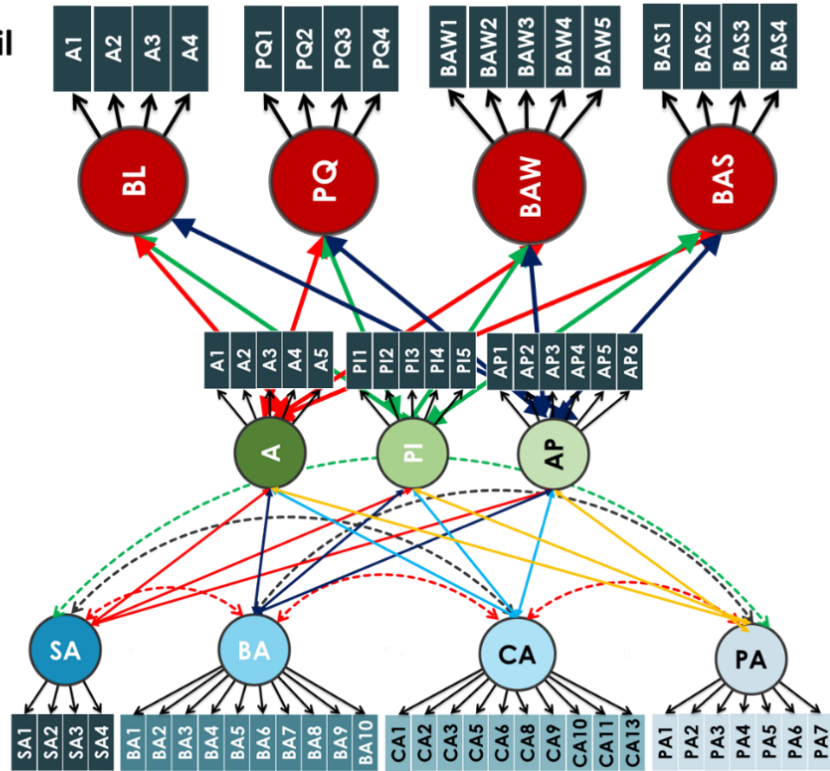 il
A1 A2 A3 A4
PQ1 PQ2 PQ3 PQ4
BAW1 BAW2 BAW3 BAW4 BAW5
BAS1 BAS2 BAS3 BAS4
BL
PQ
BAW
BAS
A1 A2 A3 A4 A5
PI1 PI2 PI3 PI4 PI5
AP1 AP2 AP3 AP4 AP5 AP6
A
PI
AP
SA
BA
CA
PA
SA1 SA2 SA3 SA4
BA1 BA2 BA3 BA4 BA5 BA6 BA7 BA8 BA9 BA10
CA1 CA2 CA3 CA5 CA6 CA8 CA9 CA10 CA11 CA13
PA1 PA2 PA3 PA4 PA5 PA6 PA7